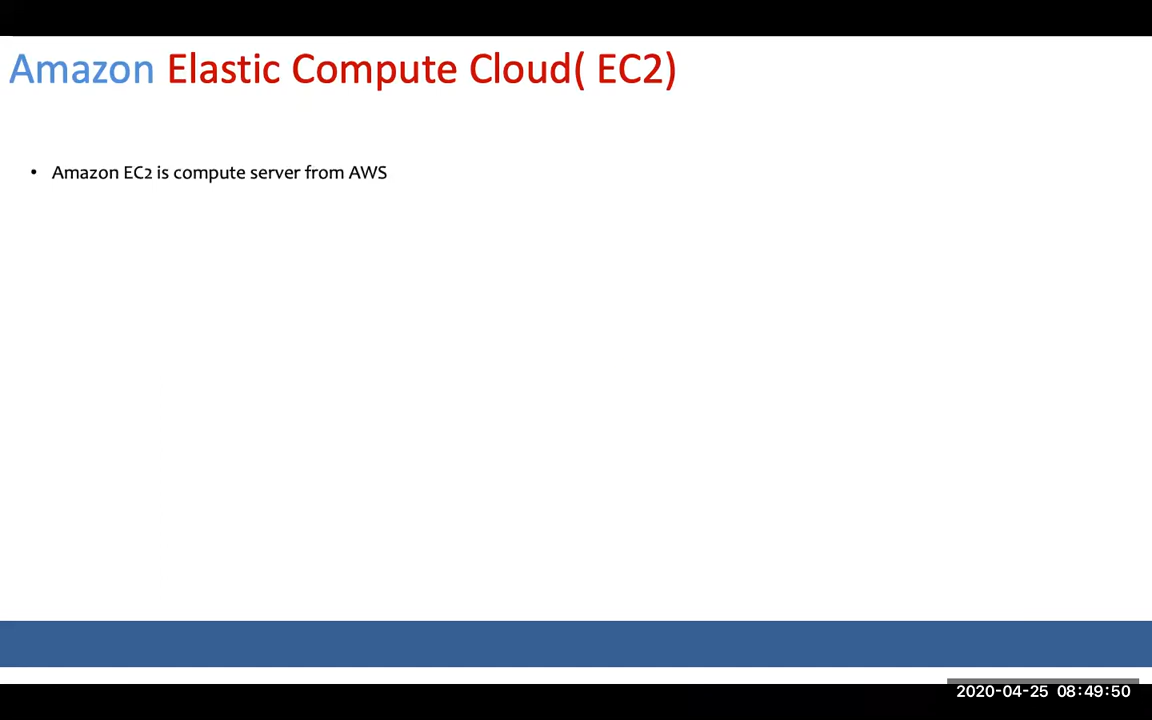 Amazon Elastic Compute Cloud( EC2)
• Amazon EC2 is compute server from AWS
2020-04-25 08:49:50